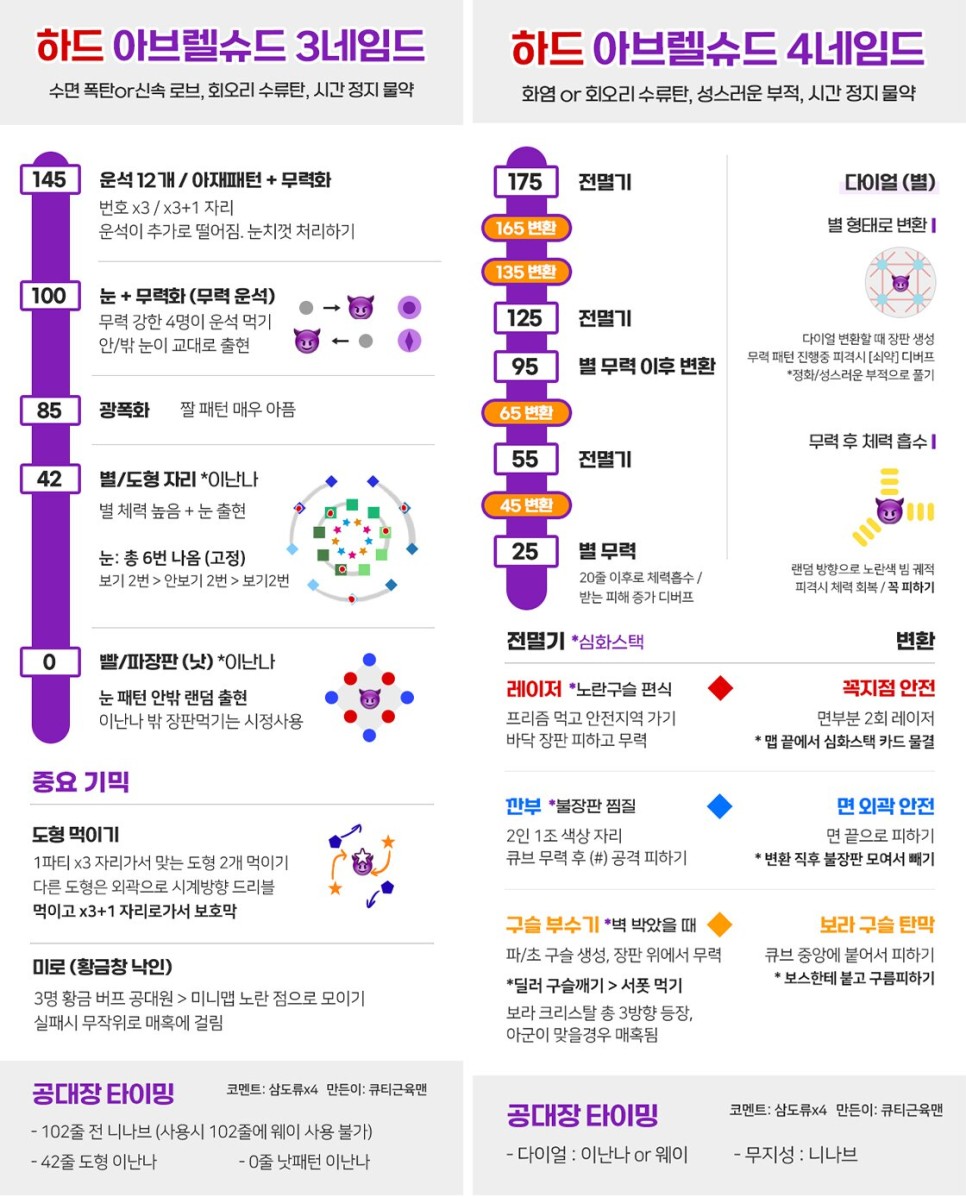 하드 아브렐슈드 3네임드
수면 폭탄or신속 로브, 회오리 수류탄, 시간 정지 물약
145
운석 12개 / 아재패턴 + 무력화
번호 x3 / x3+1 자리
운석이 추가로 떨어짐. 눈치껏 처리하기
100
눈 + 무력화 (무력 운석)
무력 강한 4명이 운석 먹기
안/밖 눈이 교대로 출현
85
광폭화 짤 패턴 매우 아픔
42
별/도형 자리 *이난나
별 체력 높음 + 눈 출현
눈: 총 6번 나옴 (고정)
보기 2번 > 안보기 2번 > 보기2번
0
빨/파장판 (낫) *이난나
눈 패턴 안밖 랜덤 출현
이난나 밖 장판먹기는 시정사용
중요 기믹
도형 먹이기
1파티 x3 자리가서 맞는 도형 2개 먹이기
다른 도형은 외곽으로 시계방향 드리블
먹이고 x3+1 자리로가서 보호막
미로 (황금창 낙인)
3명 황금 버프 공대원 > 미니맵 노란 점으로 모이기
실패시 무작위로 매혹에 걸림
공대장 타이밍
코멘트: 삼도류x4 만든이: 큐티근육맨
- 102줄 전 니나브 (사용시 102줄에 웨이 사용 불가)
- 42줄 도형 이난나 - 0줄 낫패턴 이난나
하드 아브렐슈드 4네임드
화염 or 회오리 수류탄, 성스러운 부적, 시간 정지 물약
175
전멸기
165 변환
135 변환
125
전멸기
95
별 무력 이후 변환
65 변환
55
전멸기
45 변환
25
별 무력
20줄 이후로 체력흡수 /
받는 피해 증가 디버프
다이얼 (별)
별 형태로 변환
다이얼 변환할 때 장판 생성
무력 패턴 진행중 피격시 [쇠약] 디버프
*정화/성스러운 부적으로 풀기
무력 후 체력 흡수
랜덤 방향으로 노란색 빔 궤적
피격시 체력 회복 / 꼭 피하기
전멸기 *심화스택
변환
레이저 *노란구슬 편식
프리즘 먹고 안전지역 가기
바닥 장판 피하고 무력
꼭지점 안전
면부분 2회 레이저
* 맵 끝에서 심화스택 카드 물결
깐부 *불장판 찜질
2인 1조 색상 자리
큐브 무력 후 (#) 공격 피하기
면 외곽 안전
면 끝으로 피하기
* 변환 직후 불장판 모여서 빼기
구슬 부수기 *벽 박았을 때
파/초 구슬 생성, 장판 위에서 무력
*딜러 구슬깨기 > 서폿 먹기
보라 크리스탈 총 3방향 등장,
아군이 맞을경우 매혹됨
보라 구슬 탄막
큐브 중앙에 붙어서 피하기
* 보스한테 붙고 구름피하기
공대장 타이밍
코멘트: 삼도류x4 만든이: 큐티근육맨
- 다이얼 : 이난나 or 웨이 - 무지성 : 니나브